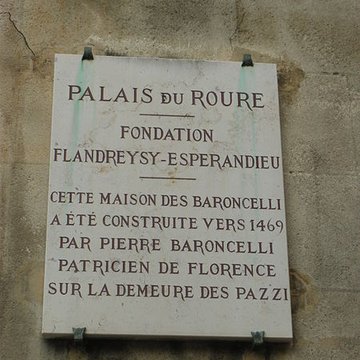 PALAIS DU ROURE
FONDATION
FLANDREYSY-ESPERANDIEU
CETTE MAISON DES BARONCELLI
A ÉTÉ CONSTRUITE VERS 1469
PAR PIERRE BARONCELLI
PATRICIEN DE FLORENCE
SUR LA DEMEURE DES PAZZI